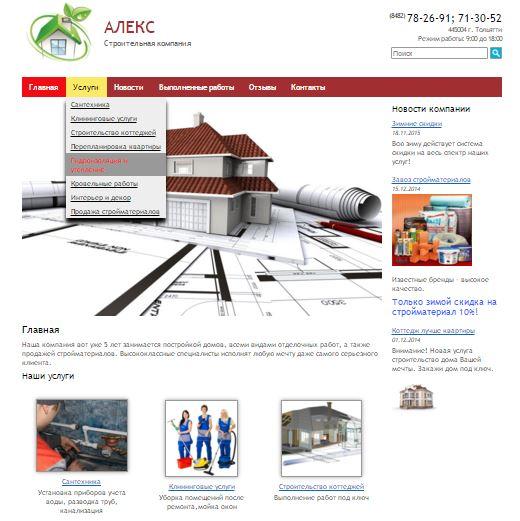 АЛЕКС
Строительная компания
(8482) 78-26-91; 71-30-52
445004 г. Тольятти
Режим работы: 9:00 до 18:00
Поиск
Главная Услуги Новости Выполненные работы Отзывы Контакты
Сантехника
Клининговые услуги
Строительство коттеджей
Перепланировка квартиры
Гидроизоляция и
утепление
Кровельные работы
Интерьер и декор
Продажа стройматериалов
Новости компании
Зимние скидки
18.11.2015
Всю зиму действует система
скидки на весь спектр наших
услуг!
Завоз стройматериалов
15.12.2014
Известные бренды - высокое
качество.
Только зимой скидка на
стройматериал 10%!
Коттедж лучше квартиры
01.12.2014
Внимание! Новая услуга
строительство дома Вашей
мечты. Закажи дом под ключ.
Главная
Наша компания вот уже 5 лет занимается постройкой домов, всеми видами отделочных работ, а также
продажей стройматериалов. Высококлассные специалисты исполнят любую мечту даже самого серьезного
клиента.
Наши услуги
Сантехника
Установка приборов учета
воды, разводка труб,
канализация
Клининговые услуги
Уборка помещений после
ремонта,мойка окон
Строительство коттеджей
Выполнение работ под ключ